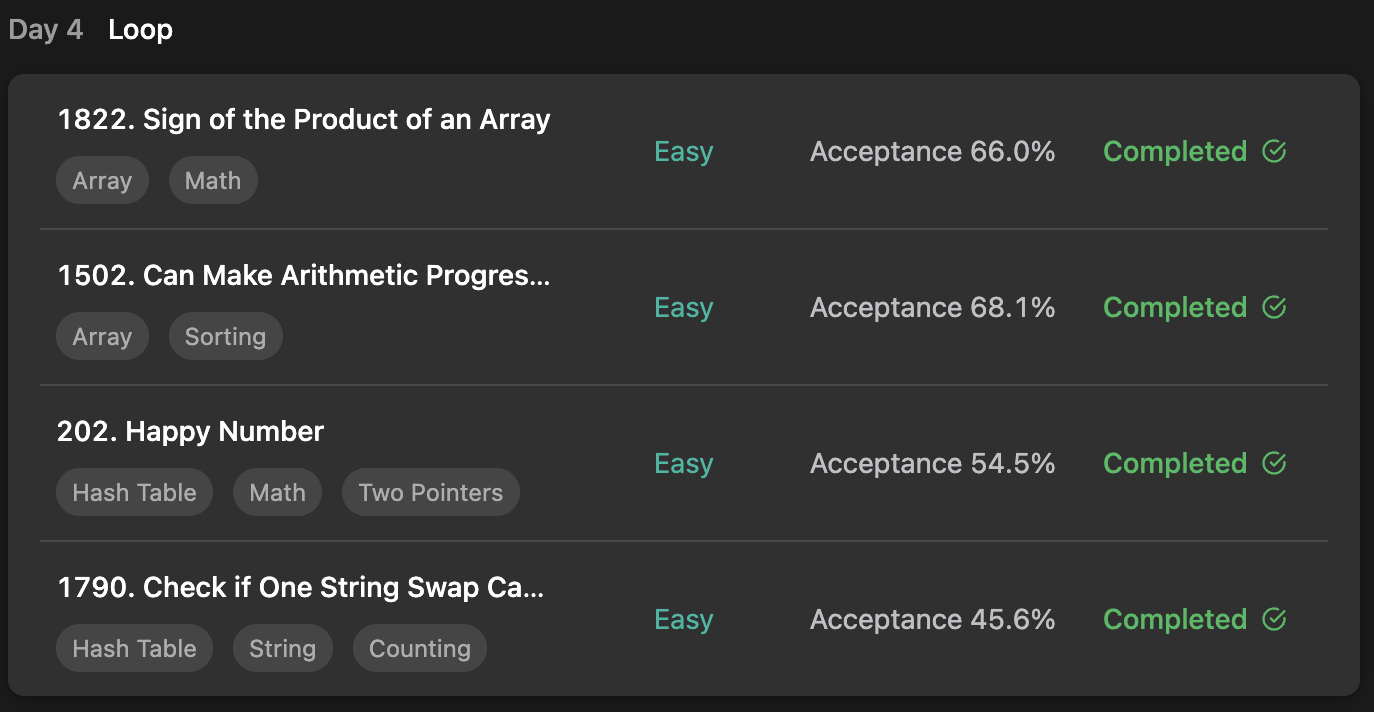 Day 4 Loop
1822. Sign of the Product of an Array
Easy Acceptance 66.0% Completed
Array Math
1502. Can Make Arithmetic Progres...
Easy Acceptance 68.1% Completed
Array Sorting
202. Happy Number
Easy Acceptance 54.5% Completed
Hash Table Math Two Pointers
1790. Check if One String Swap Ca...
Easy Acceptance 45.6% Completed
Hash Table String Counting